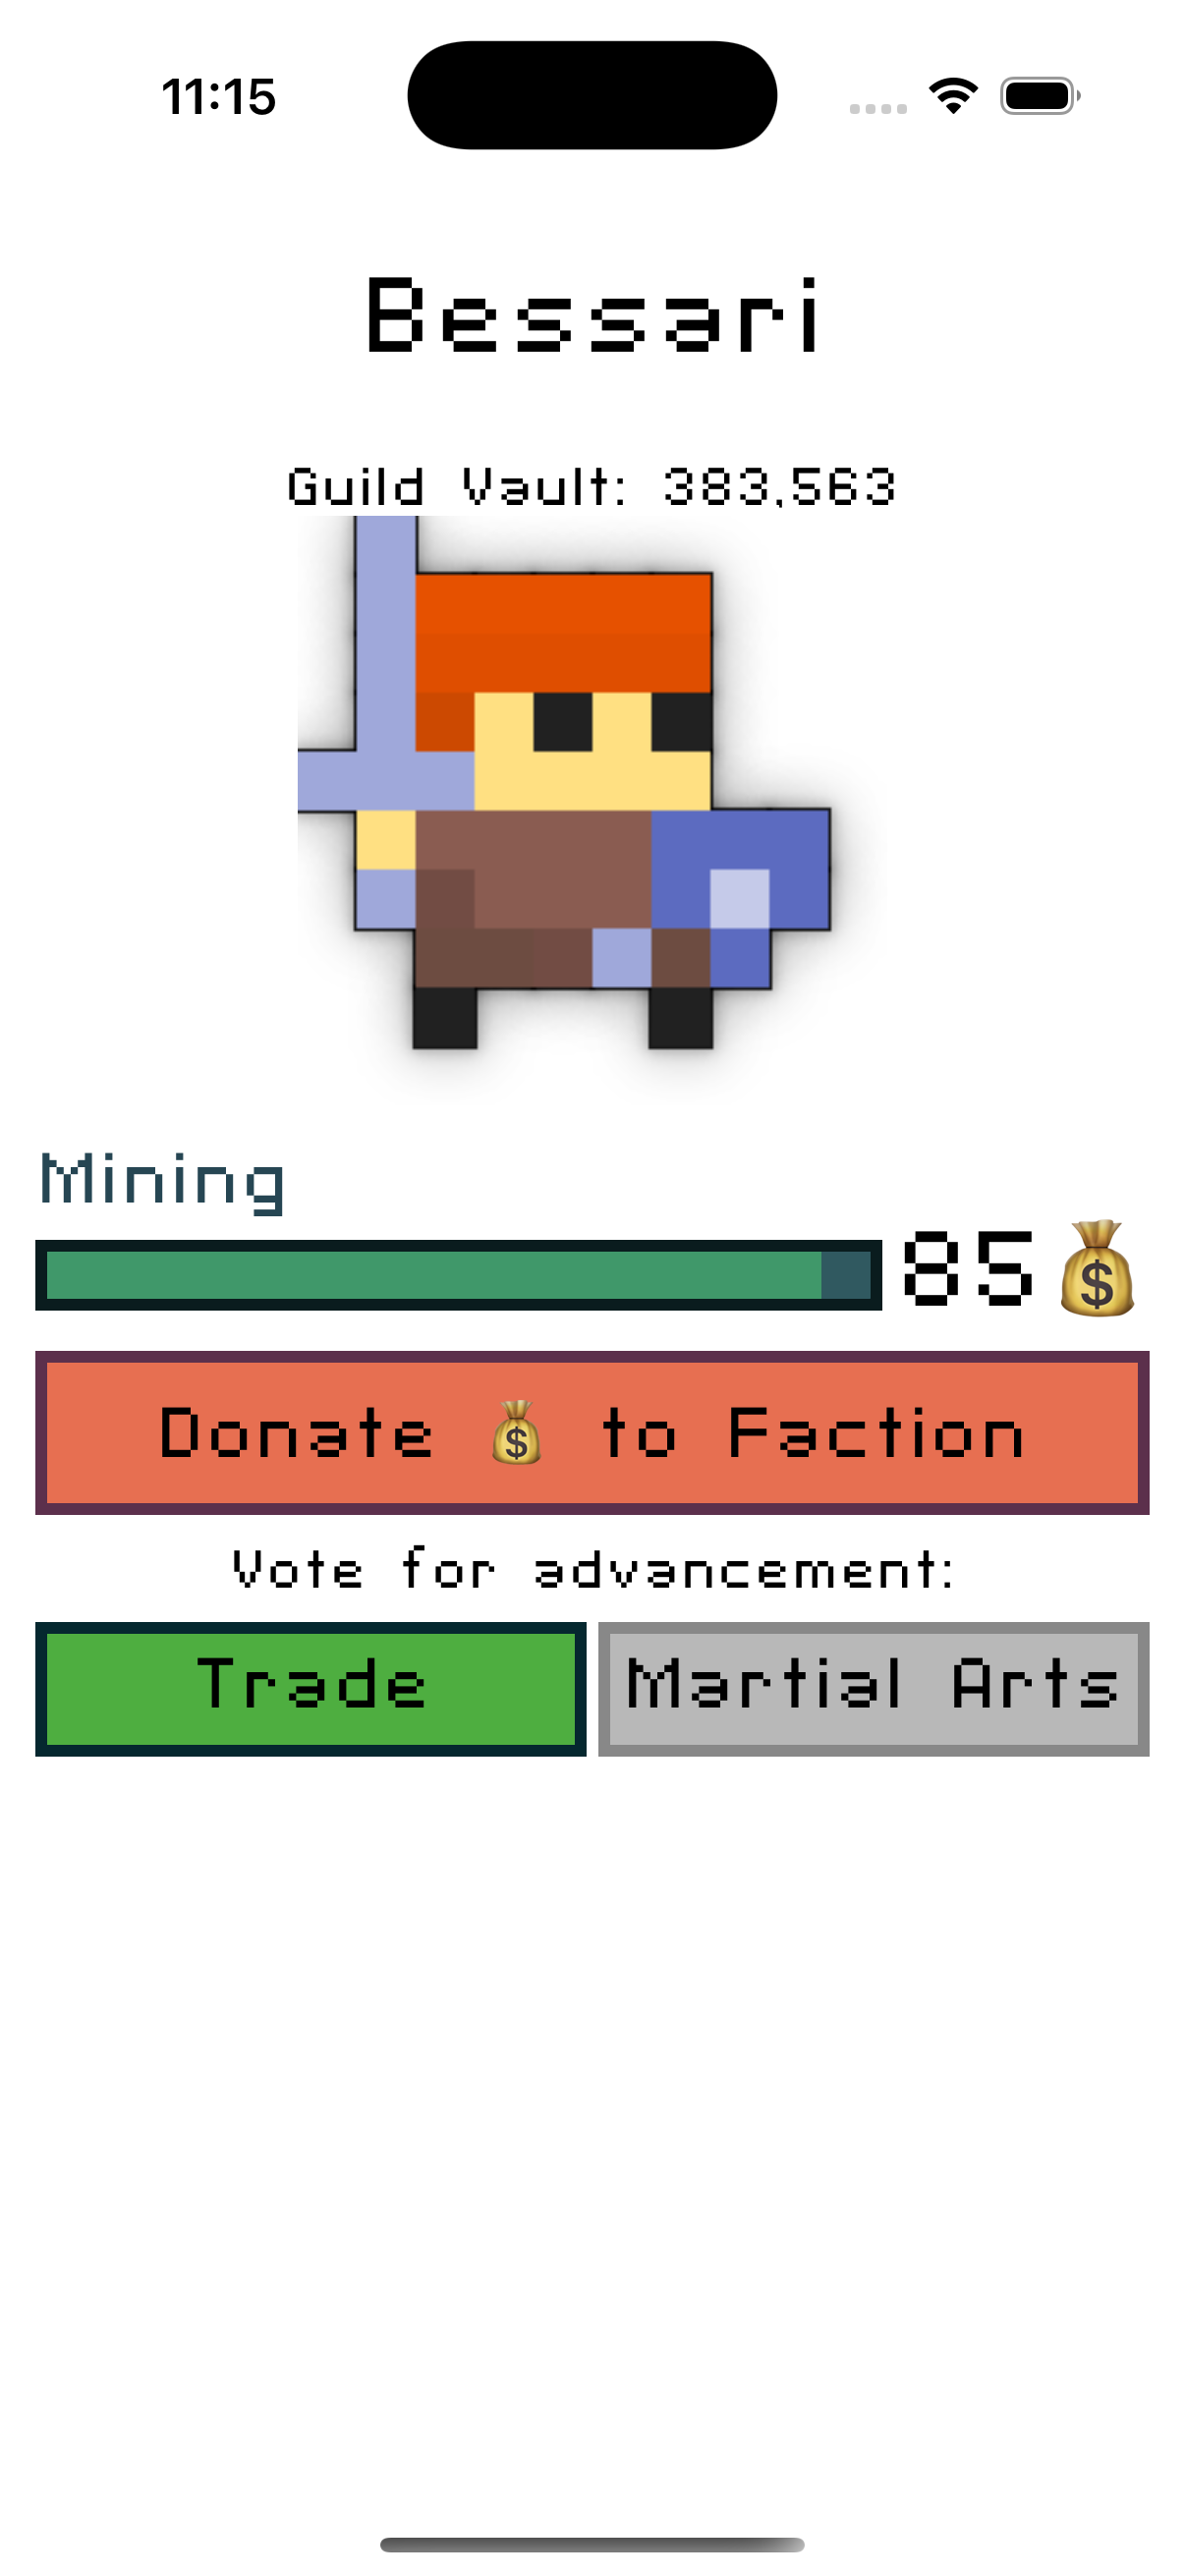 11:15
Bessari
Guild Vault: 383,563
Mining
85
Donate 💰 to Faction
Vote for advancement:
Trade
Martial Arts